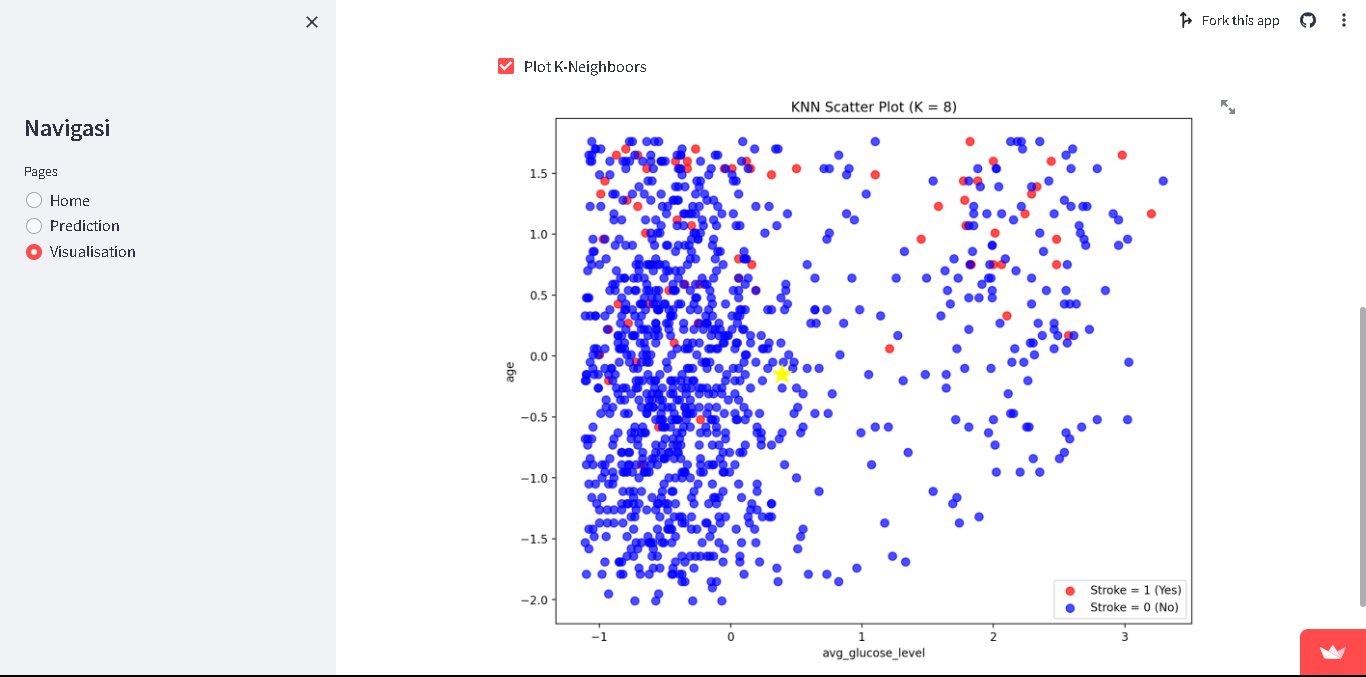 Fork this app
Navigasi
Pages
Home
Prediction
Visualisation
Plot K-Neighboors
KNN Scatter Plot (K = 8)
1.5
1.0
0.5
0.0
−0.5
−1.0
−1.5
−2.0
age
Stroke = 1 (Yes)
Stroke = 0 (No)
−1 0 1 2 3
avg_glucose_level